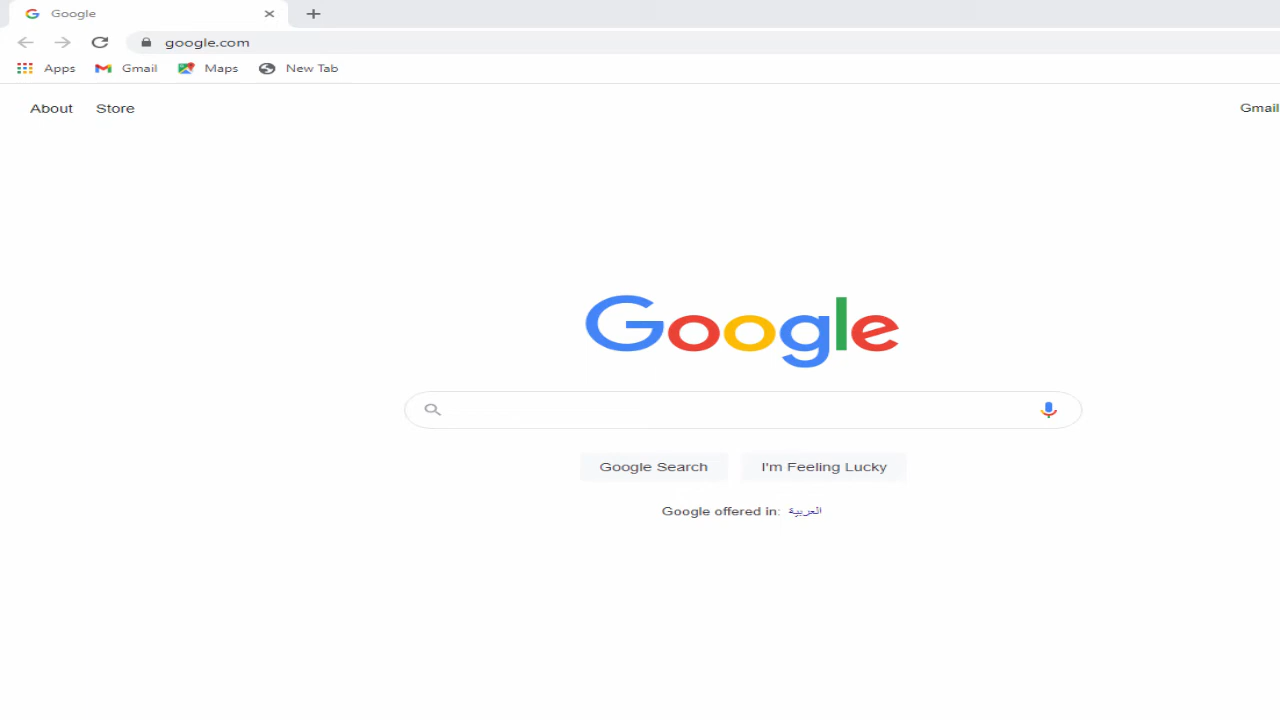 Google
google.com
Apps Gmail Maps New Tab
About Store Gmail
Google
Google Search I'm Feeling Lucky
Google offered in: العربية